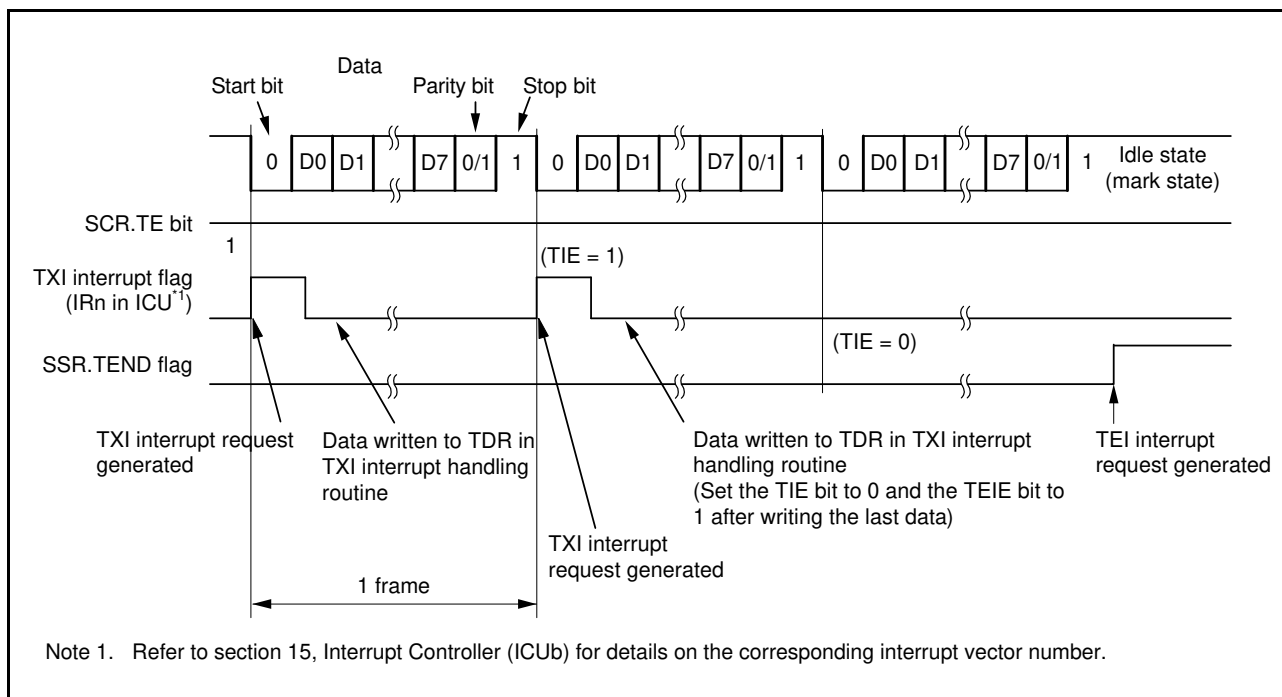 Data
Start bit
Parity bit
Stop bit
0 D0 D1 D7 0/1 1 0 D0 D1 D7 0/1 1 0 D0 D1 D7 0/1 1
Idle state
(mark state)
SCR.TE bit
1
(TIE = 1)
TXI interrupt flag
(IRn in ICU*1)
(TIE = 0)
SSR.TEND flag
TXI interrupt request
generated
Data written to TDR in
TXI interrupt handling
routine
Data written to TDR in TXI interrupt
handling routine
(Set the TIE bit to 0 and the TEIE bit to
1 after writing the last data)
TEI interrupt
request generated
TXI interrupt
request generated
1 frame
Note 1. Refer to section 15, Interrupt Controller (ICUb) for details on the corresponding interrupt vector number.